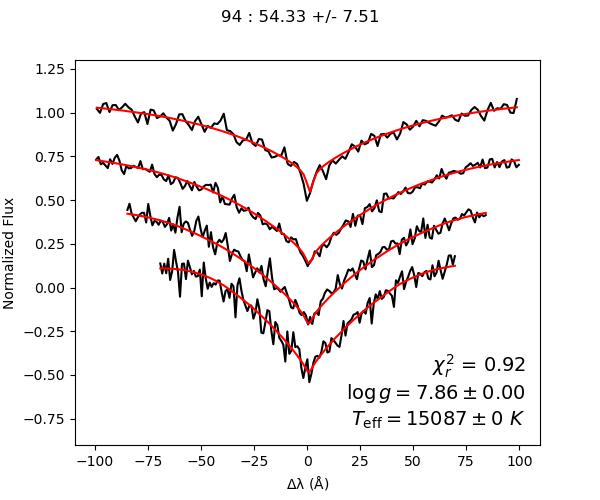 94 : 54.33 +/- 7.51
1.25
1.00
0.75
0.50
0.25
0.00
−0.25
−0.50
−0.75
Normalized Flux
χ²ᵣ = 0.92
log g = 7.86 ± 0.00
T_eff = 15087 ± 0 K
−100 −75 −50 −25 0 25 50 75 100
Δλ (Å)